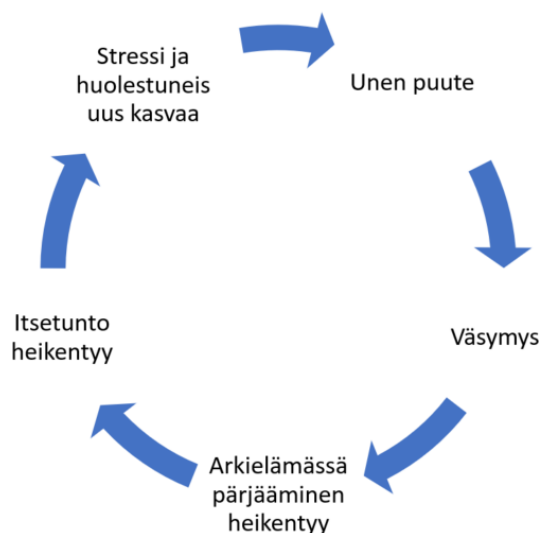 Stressi ja
huolestuneis
uus kasvaa
Unen puute
Väsymys
Arkielämässä
pärjääminen
heikentyy
Itsetunto
heikentyy